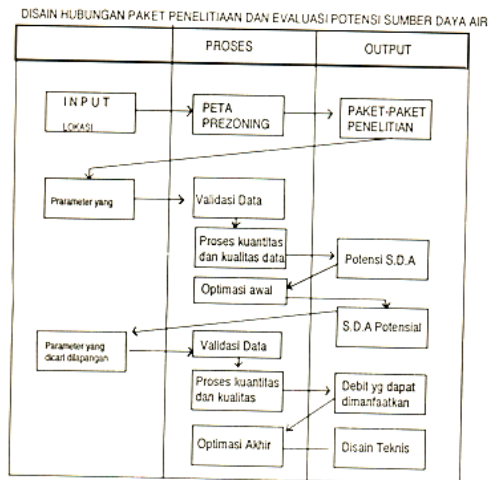 DISAIN HUBUNGAN PAKET PENELITIAAN DAN EVALUASI POTENSI SUMBER DAYA AIR
PROSES
OUTPUT
INPUT
LOKASI
PETA
PREZONING
PAKET-PAKET
PENELITIAN
Prarameter yang
Validasi Data
Proses kuantitas
dan kualitas data
Potensi S.D.A
Optimasi awal
S.D.A Potensial
Parameter yang
dicari dilapangan
Validasi Data
Proses kuantitas
dan kualitas
Debit yg dapat
dimanfaatkan
Optimasi Akhir
Disain Teknis